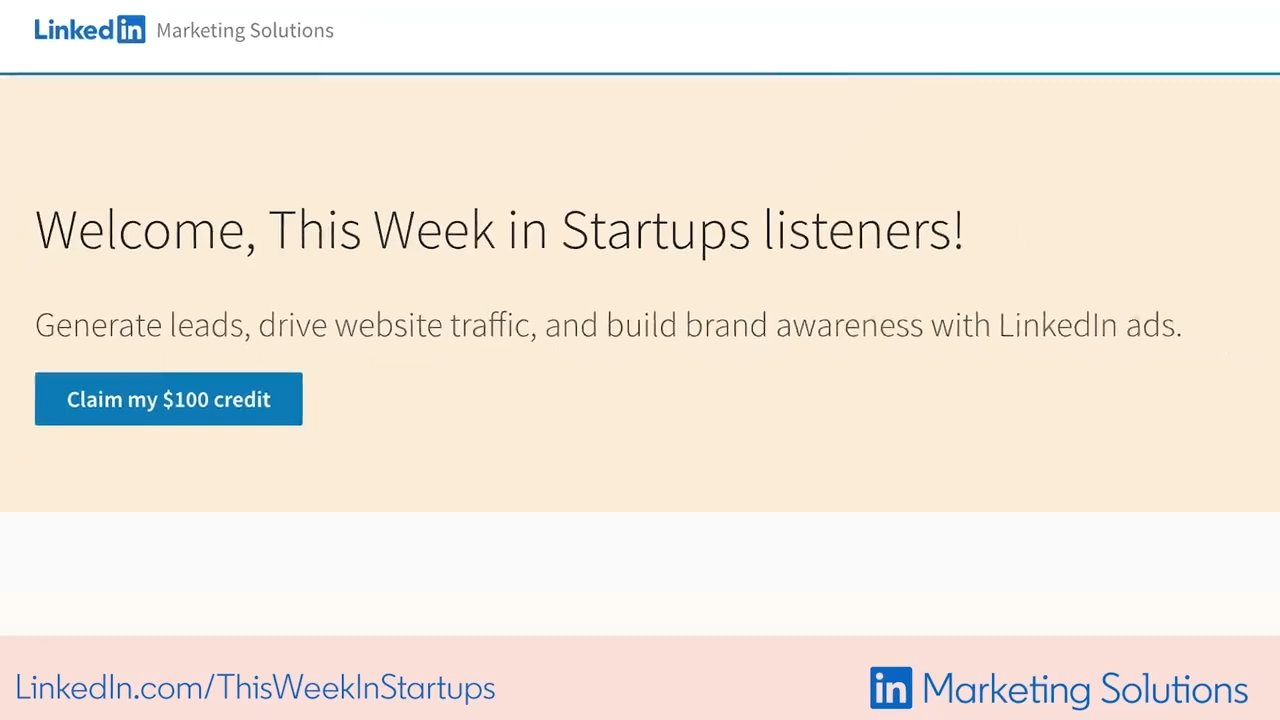 LinkedIn Marketing Solutions
Welcome, This Week in Startups listeners!
Generate leads, drive website traffic, and build brand awareness with LinkedIn ads.
Claim my $100 credit
LinkedIn.com/ThisWeekInStartups
in Marketing Solutions